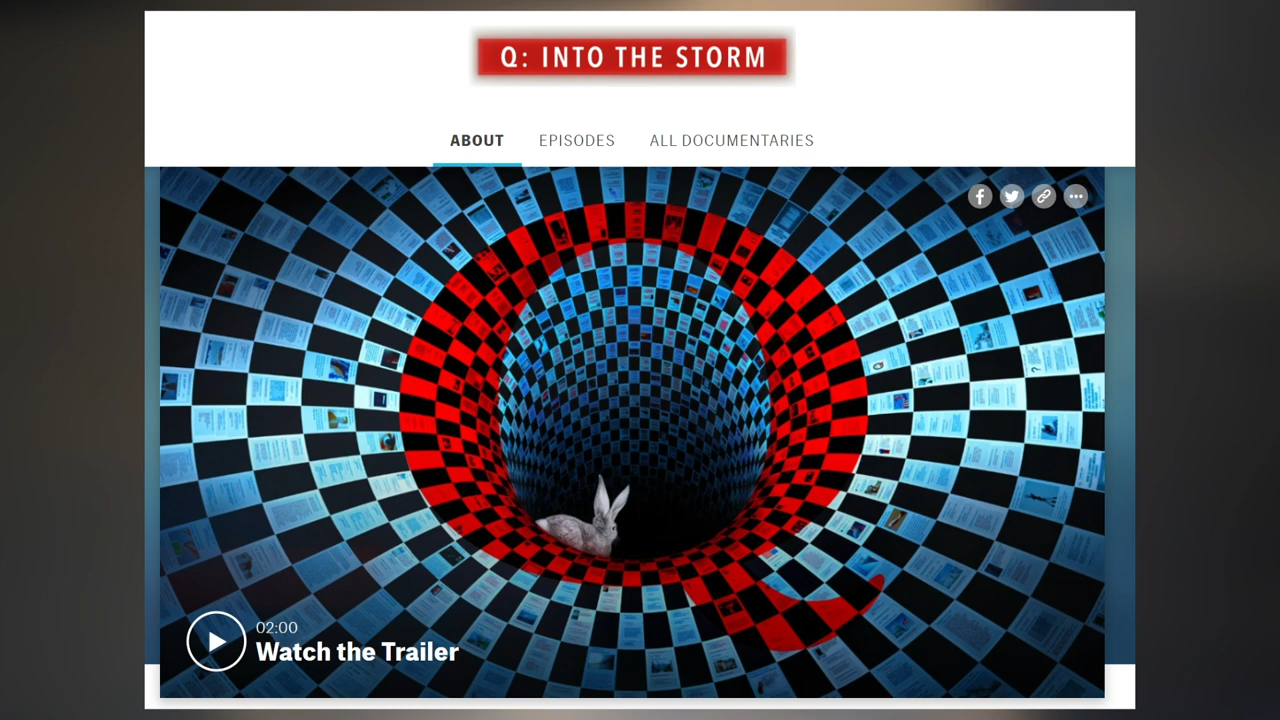 Q: INTO THE STORM
ABOUT EPISODES ALL DOCUMENTARIES
02:00
Watch the Trailer